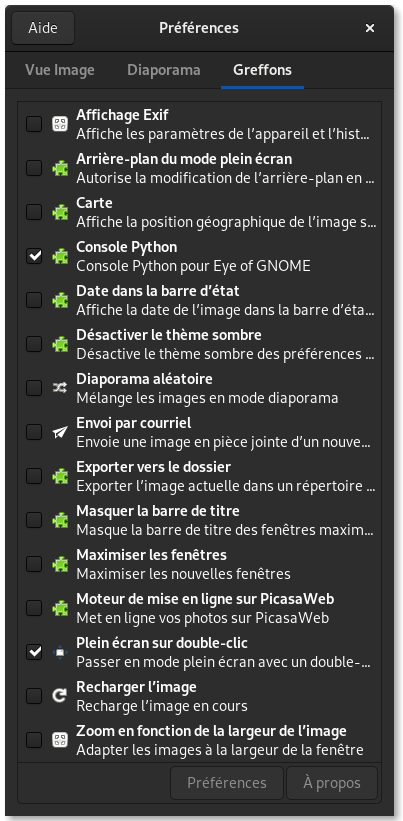 Aide
Préférences
Vue Image
Diaporama
Greffons
Affichage Exif
Affiche les paramètres de l'appareil et l'hist...
Arrière-plan du mode plein écran
Autorise la modification de l'arrière-plan en ...
Carte
Affiche la position géographique de l'image s...
Console Python
Console Python pour Eye of GNOME
Date dans la barre d'état
Affiche la date de l'image dans la barre d'éta...
Désactiver le thème sombre
Désactive le thème sombre des préférences ...
Diaporama aléatoire
Mélange les images en mode diaporama
Envoi par courriel
Envoie une image en pièce jointe d'un nouve...
Exporter vers le dossier
Exporter l'image actuelle dans un répertoire ...
Masquer la barre de titre
Masque la barre de titre des fenêtres maxim...
Maximiser les fenêtres
Maximiser les nouvelles fenêtres
Moteur de mise en ligne sur PicasaWeb
Met en ligne vos photos sur PicasaWeb
Plein écran sur double-clic
Passer en mode plein écran avec un double-...
Recharger l'image
Recharge l'image en cours
Zoom en fonction de la largeur de l'image
Adapter les images à la largeur de la fenêtre
Préférences
À propos